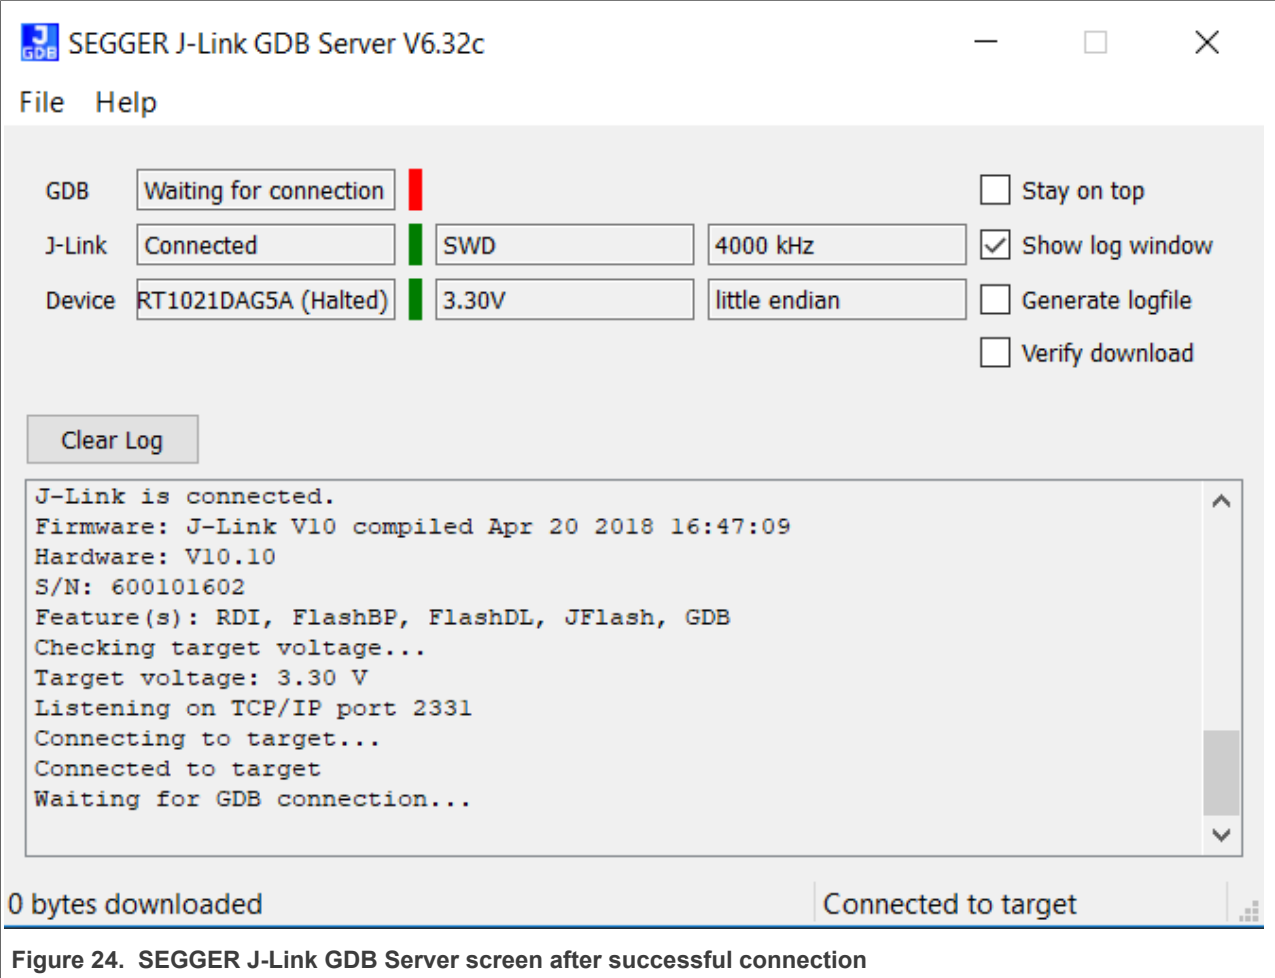 J
GDB
SEGGER J-Link GDB Server V6.32c
File Help
GDB Waiting for connection Stay on top
J-Link Connected SWD 4000 kHz Show log window
Device RT1021DAG5A (Halted) 3.30V little endian Generate logfile
Verify download
Clear Log
J-Link is connected.
Firmware: J-Link V10 compiled Apr 20 2018 16:47:09
Hardware: V10.10
S/N: 600101602
Feature(s): RDI, FlashBP, FlashDL, JFlash, GDB
Checking target voltage...
Target voltage: 3.30 V
Listening on TCP/IP port 2331
Connecting to target...
Connected to target
Waiting for GDB connection...
0 bytes downloaded Connected to target
Figure 24. SEGGER J-Link GDB Server screen after successful connection